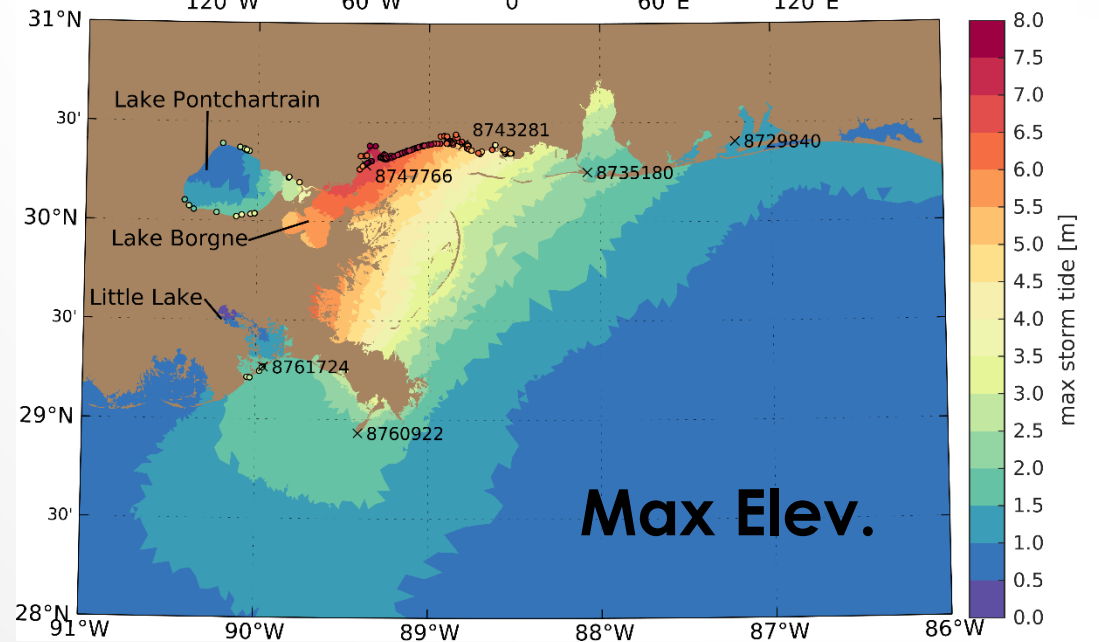 120°W 60°W 0° 60°E 120°E
31°N
8.0
7.5
Lake Pontchartrain
7.0
30'
8743281
8729840
6.5
8747766
8735180
6.0
30°N
5.5
Lake Borgne
5.0
4.5
Little Lake
30'
4.0
8761724
3.5
29°N
3.0
8760922
2.5
2.0
Max Elev.
30'
1.5
1.0
0.5
28°N
0.0
91°W 90°W 89°W 88°W 87°W 86°W
max storm tide [m]